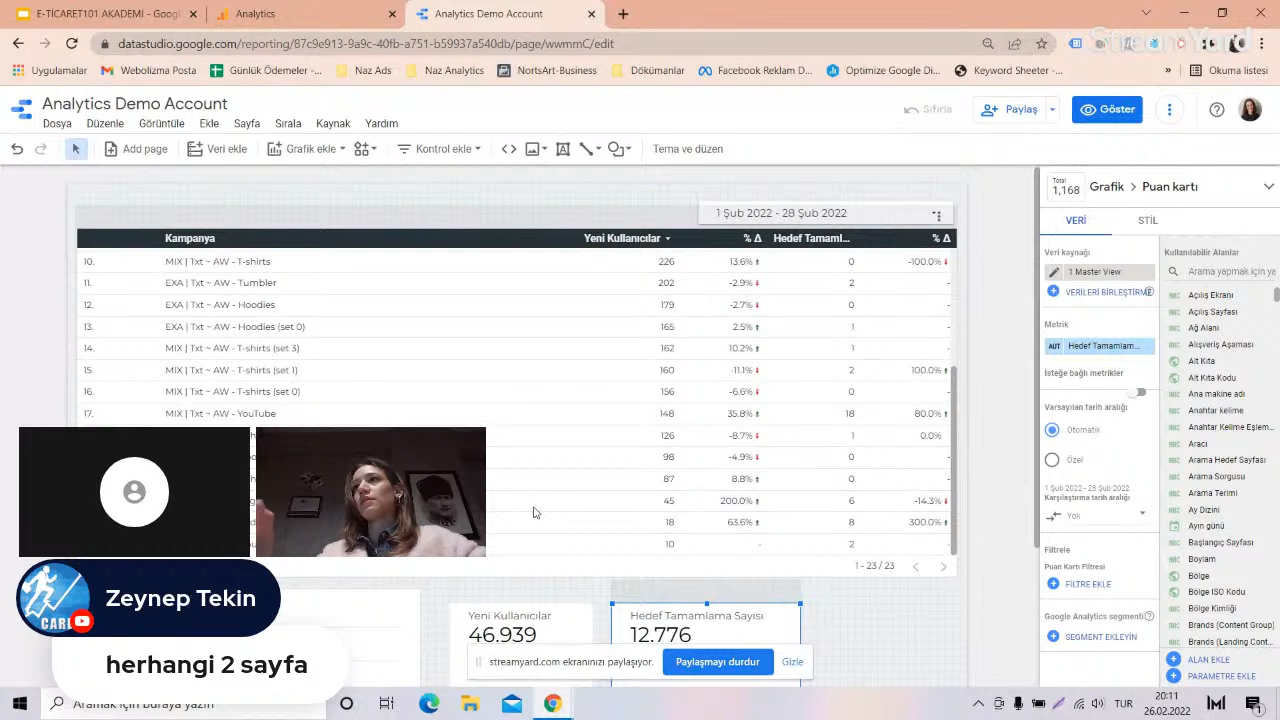 E-TİCARET101 AKADEMİ - Googl
Analytics
Analytics Demo Account
datastudio.google.com/reporting/87c9e913-9a9c-40fb-a751-b59937a540db/page/wwmmC/edit
StreamYard
Uygulamalar
Webolizma Posta
Günlük Ödemeler -...
Naz Ads
Naz Analytics
NortsArt-Business
Dökümanlar
Facebook Reklam D...
Optimize Google Di...
Keyword Sheeter -...
»
Okuma listesi
Analytics Demo Account
Dosya Düzenle Görüntüle Ekle Sayfa Sırala Kaynak Yardım
Sıfırla
Paylaş
Göster
Add page
Veri ekle
Grafik ekle
Kontrol ekle
Tema ve düzen
1 Şub 2022 - 28 Şub 2022
Kampanya Yeni Kullanıcılar % Δ Hedef Tamaml... % Δ
10. MIX | Txt ~ AW - T-shirts 226 13.6% 0 -100.0%
11. EXA | Txt ~ AW - Tumbler 202 -2.9% 2 -
12. EXA | Txt ~ AW - Hoodies 179 -2.7% 0 -
13. EXA | Txt ~ AW - Hoodies (set 0) 165 2.5% 1 -
14. MIX | Txt ~ AW - T-shirts (set 3) 162 10.2% 1 -
15. MIX | Txt ~ AW - T-shirts (set 1) 160 -11.1% 2 100.0%
16. MIX | Txt ~ AW - T-shirts (set 0) 156 -6.6% 0 -
17. MIX | Txt ~ AW - YouTube 148 35.8% 18 80.0%
126 -8.7% 1 0.0%
98 -4.9% 0 -
87 8.8% 0 -
45 200.0% 6 -14.3%
18 63.6% 8 300.0%
10 - 2 -
1 - 23 / 23
Yeni Kullanıcılar
46.939
Hedef Tamamlama Sayısı
12.776
Total
1,168
Grafik
Puan kartı
VERİ
STİL
Veri kaynağı
1 Master View
VERİLERİ BİRLEŞTİRME
Metrik
AUT Hedef Tamamlam...
İsteğe bağlı metrikler
Varsayılan tarih aralığı
Otomatik
Özel
1 Şub 2022 - 28 Şub 2022
Karşılaştırma tarih aralığı
Yok
Filtrele
Puan Kartı Filtresi
FİLTRE EKLE
Google Analytics segmenti
SEGMENT EKLEYİN
Kullanılabilir Alanlar
Arama yapmak için ya
Açılış Ekranı
Açılış Sayfası
Ağ Alanı
Alışveriş Aşaması
Alt Kıta
Alt Kıta Kodu
Ana makine adı
Anahtar kelime
Anahtar Kelime Eşlem...
Aracı
Arama Hedef Sayfası
Arama Sorgusu
Arama Terimi
Ay Dizini
Ayın günü
Başlangıç Sayfası
Boylam
Bölge
Bölge ISO Kodu
Bölge Kimliği
Brands (Content Group)
Brands (Landing Cont...
ALAN EKLE
PARAMETRE EKLE
streamyard.com ekranınızı paylaşıyor.
Paylaşmayı durdur
Gizle
Zeynep Tekin
herhangi 2 sayfa
Aramak için buraya yazın
TUR
20:11
26.02.2022